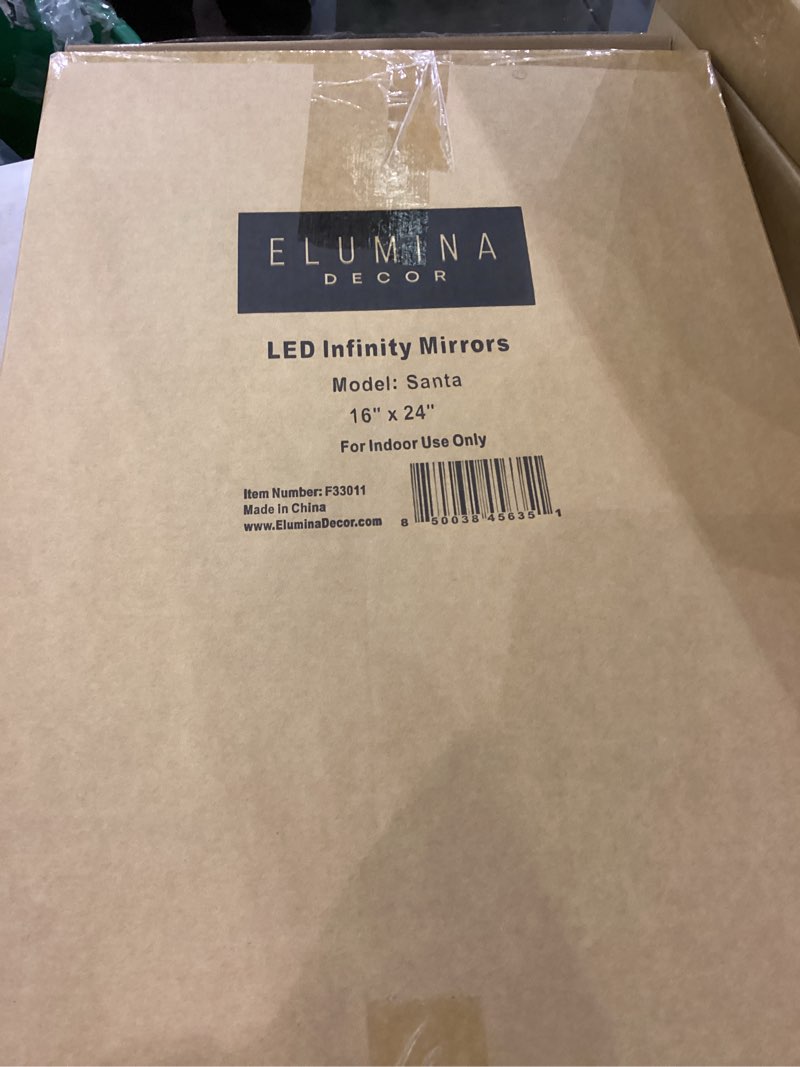 ELUMINA
DECOR
LED Infinity Mirrors
Model: Santa
16" x 24"
For Indoor Use Only
Item Number: F33011
Made in China
www.EluminaDecor.com
8 50038 45635 1